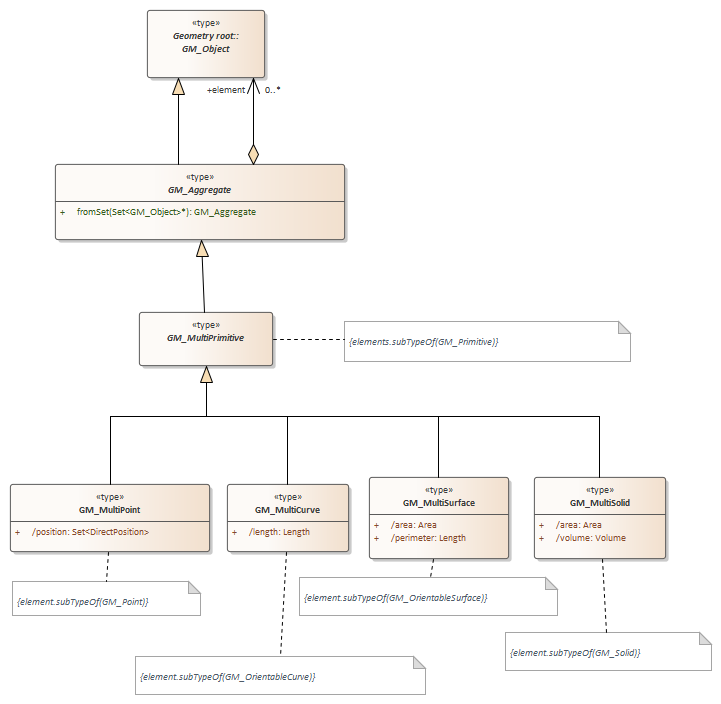 «type»
Geometry root::
GM_Object
+element
0..*
«type»
GM_Aggregate
+ fromSet(Set<GM_Object>*): GM_Aggregate
«type»
GM_MultiPrimitive
{elements.subTypeOf(GM_Primitive)}
«type»
GM_MultiPoint
+ /position: Set<DirectPosition>
«type»
GM_MultiCurve
+ /length: Length
«type»
GM_MultiSurface
+ /area: Area
+ /perimeter: Length
«type»
GM_MultiSolid
+ /area: Area
+ /volume: Volume
{element.subTypeOf(GM_Point)}
{element.subTypeOf(GM_OrientableSurface)}
{element.subTypeOf(GM_Solid)}
{element.subTypeOf(GM_OrientableCurve)}